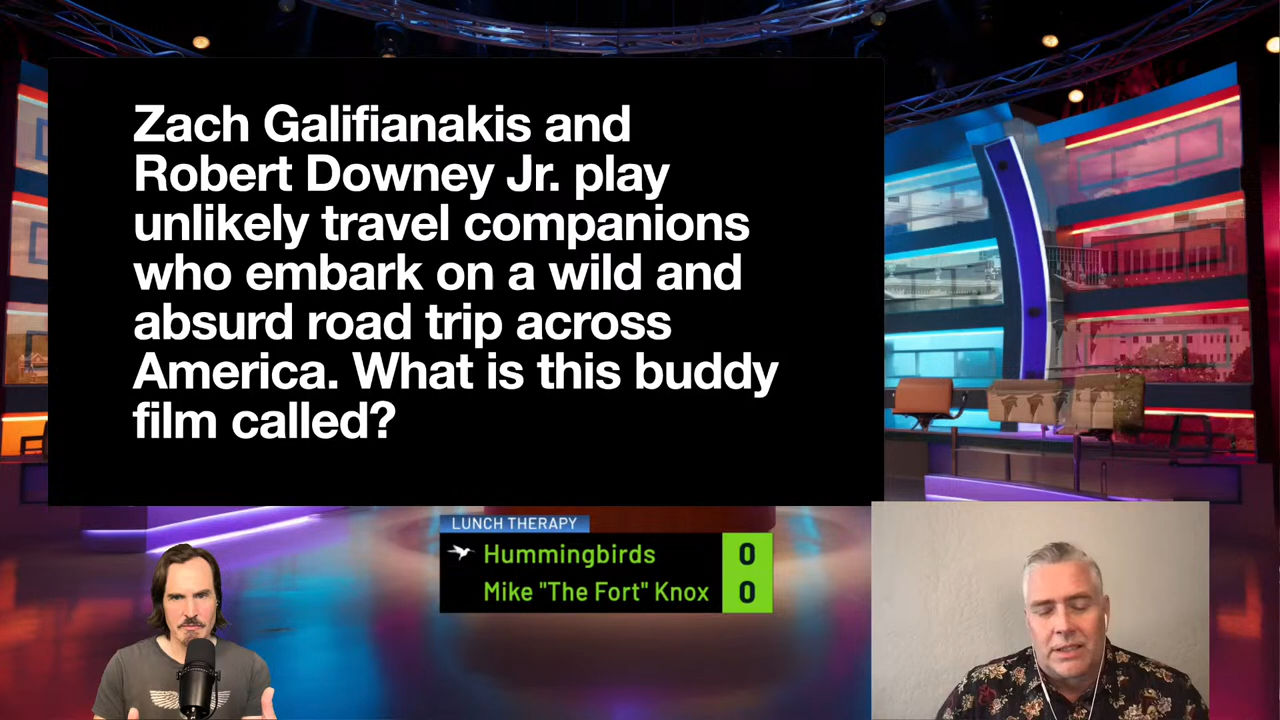 Zach Galifianakis and
Robert Downey Jr. play
unlikely travel companions
who embark on a wild and
absurd road trip across
America. What is this buddy
film called?
LUNCH THERAPY
Hummingbirds 0
Mike "The Fort" Knox 0